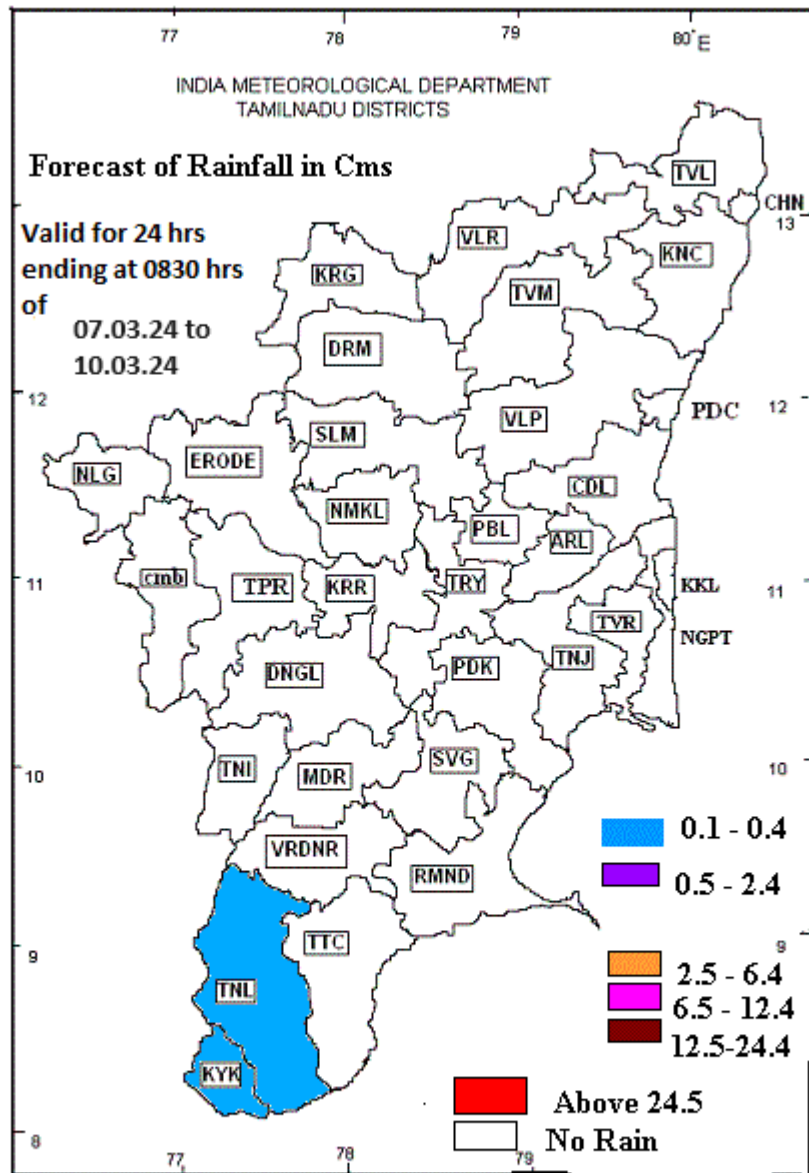 77 78 79 80°E
INDIA METEOROLOGICAL DEPARTMENT
TAMILNADU DISTRICTS
Forecast of Rainfall in Cms
TVL
CHN
13
Valid for 24 hrs
ending at 0830 hrs
of
07.03.24 to
10.03.24
VLR
KNC
KRG
TVM
DRM
12
12
PDC
VLP
SLM
ERODE
NLG
CDL
NMKL
PBL
ARL
11
cmb
TPR
KRR
TRY
KKL
11
TVR
NGPT
DNGL
PDK
TNJ
10
TNI
MDR
SVG
10
VRDNR
RMND
0.1 - 0.4
0.5 - 2.4
9
TTC
9
TNL
2.5 - 6.4
6.5 - 12.4
12.5-24.4
KYK
Above 24.5
No Rain
8
77 78 79